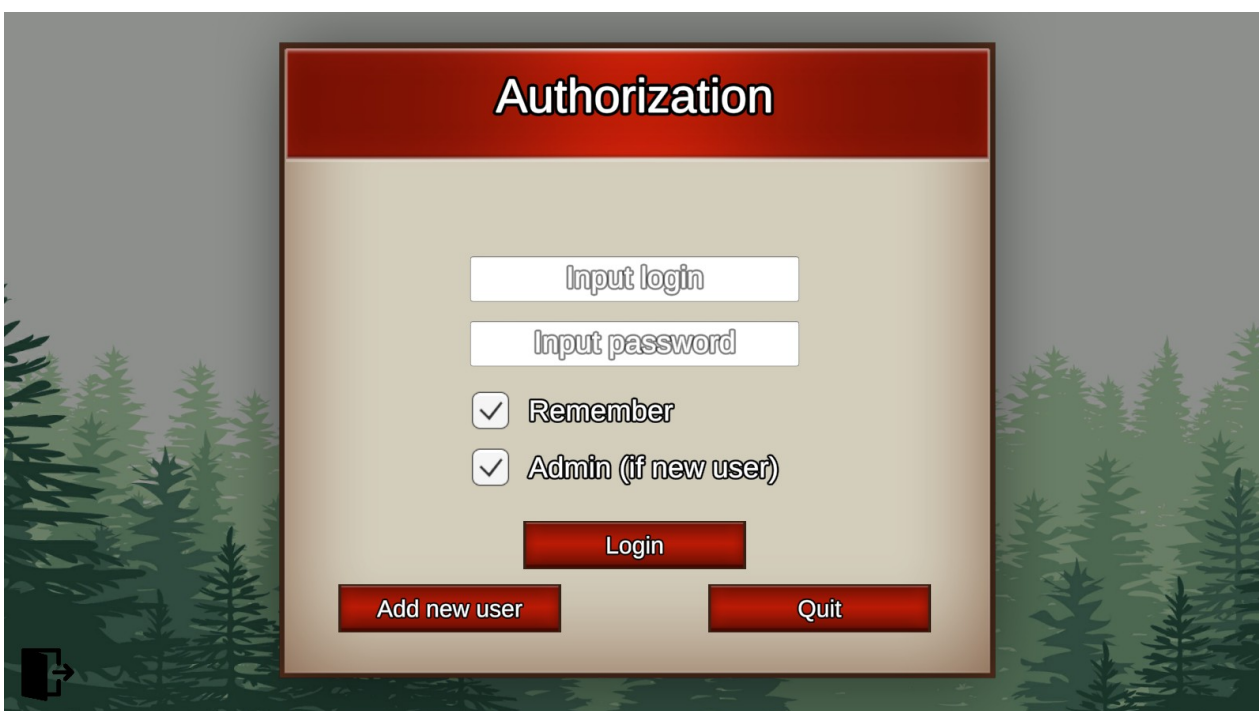 Authorization
Input login
Input password
Remember
Admin (if new user)
Login
Add new user
Quit